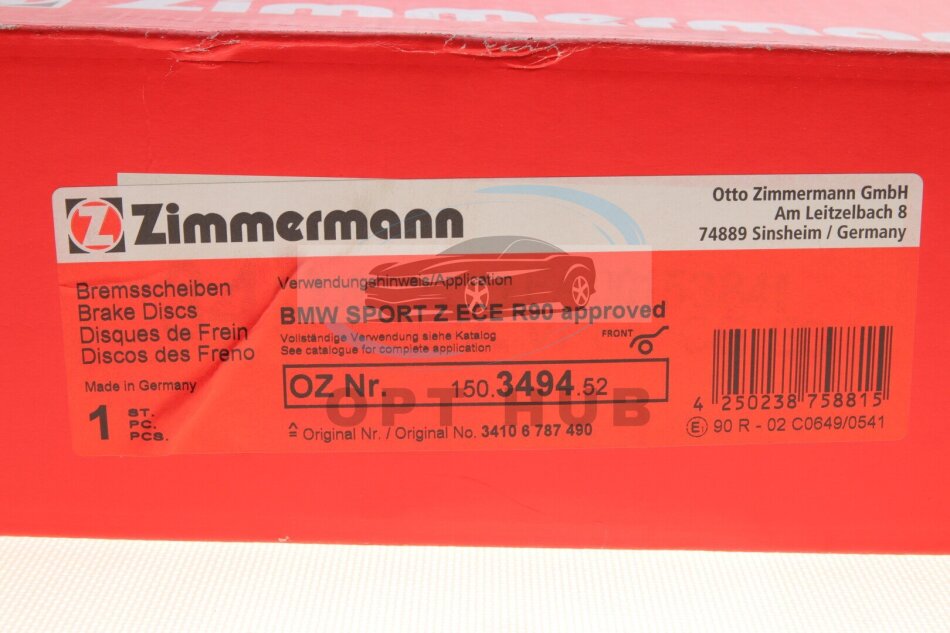 Zimmermann
Zimmermann
Otto Zimmermann GmbH
Am Leitzelbach 8
74889 Sinsheim / Germany
Bremsscheiben
Brake Discs
Disques de Frein
Discos des Freno
Made in Germany
1 ST.
PC.
PCS.
Verwendungshinweis/Application
BMW SPORT Z ECE R90 approved
Vollständige Verwendung siehe Katalog
See catalogue for complete application
FRONT
OZ Nr. 150.3494.52
OPT HUB
≙ Original Nr. / Original No. 3410 6 787 490
4 250238 758815
E1 90 R - 02 C0649/0541